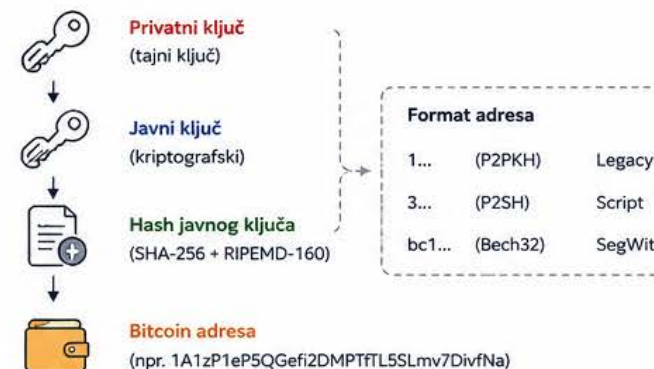 Privatni ključ
(tajni ključ)
Javni ključ
(kriptografski)
Hash javnog ključa
(SHA-256 + RIPEMD-160)
Bitcoin adresa
(npr. 1A1zP1eP5QGefi2DMPTfTL5SLmv7DivfNa)
Format adresa
1... (P2PKH) Legacy
3... (P2SH) Script
bc1... (Bech32) SegWit